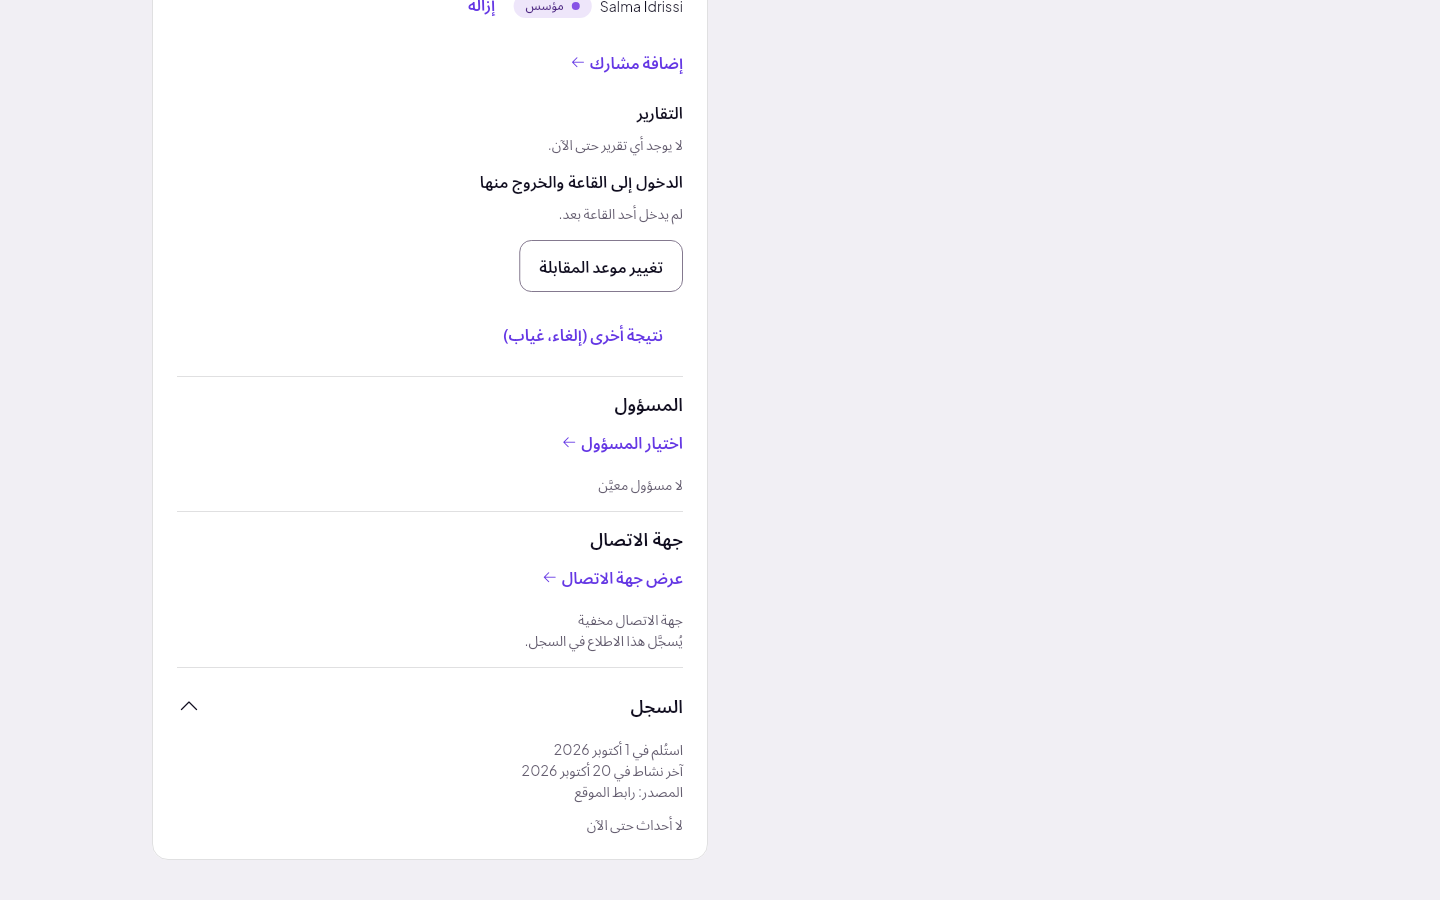 Salma Idrissi مؤسس إزالة
إضافة مشارك ←
التقارير
لا يوجد أي تقرير حتى الآن.
الدخول إلى القاعة والخروج منها
لم يدخل أحد القاعة بعد.
تغيير موعد المقابلة
نتيجة أخرى (إلغاء، غياب)
المسؤول
اختيار المسؤول ←
لا مسؤول معيَّن
جهة الاتصال
عرض جهة الاتصال ←
جهة الاتصال مخفية
يُسجَّل هذا الاطلاع في السجل.
السجل
استُلم في 1 أكتوبر 2026
آخر نشاط في 20 أكتوبر 2026
المصدر: رابط الموقع
لا أحداث حتى الآن